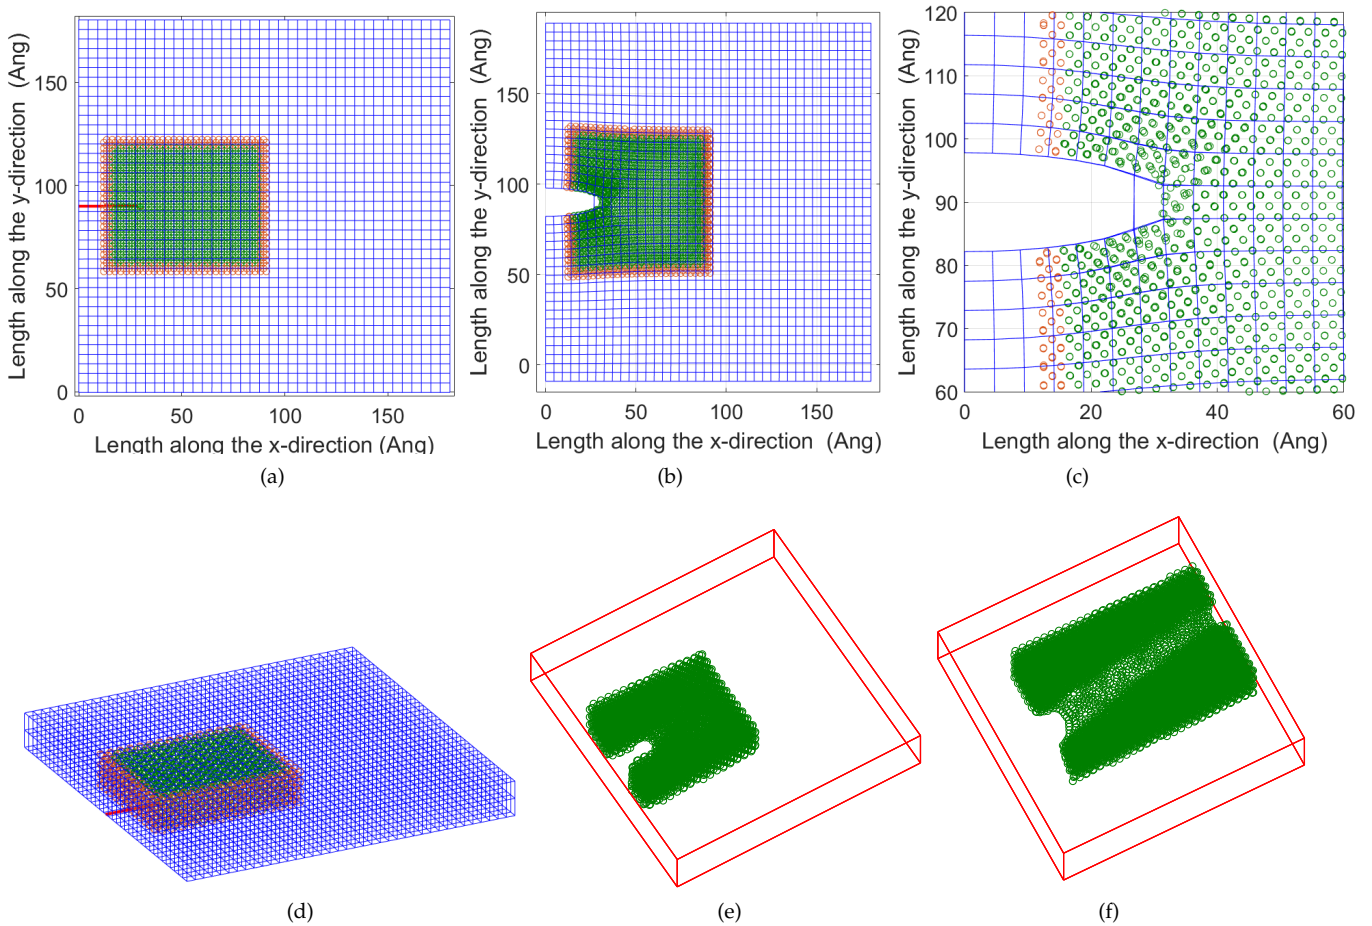 Length along the y-direction (Ang)
150
100
50
0
0 50 100 150
Length along the x-direction (Ang)
(a)
Length along the y-direction (Ang)
150
100
50
0
0 50 100 150
Length along the x-direction (Ang)
(b)
Length along the y-direction (Ang)
120
110
100
90
80
70
60
0 20 40 60
Length along the x-direction (Ang)
(c)
(d)
(e)
(f)